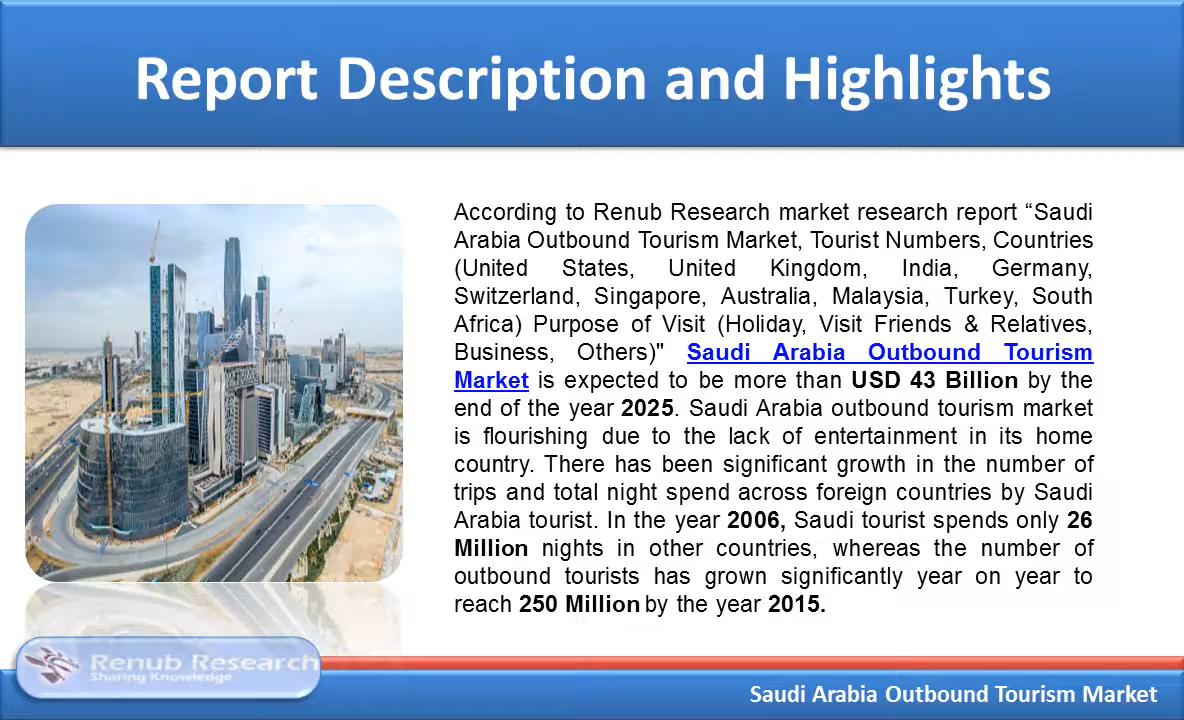 Report Description and Highlights
According to Renub Research market research report “Saudi
Arabia Outbound Tourism Market, Tourist Numbers, Countries
(United States, United Kingdom, India, Germany,
Switzerland, Singapore, Australia, Malaysia, Turkey, South
Africa) Purpose of Visit (Holiday, Visit Friends & Relatives,
Business, Others)" Saudi Arabia Outbound Tourism
Market is expected to be more than USD 43 Billion by the
end of the year 2025. Saudi Arabia outbound tourism market
is flourishing due to the lack of entertainment in its home
country. There has been significant growth in the number of
trips and total night spend across foreign countries by Saudi
Arabia tourist. In the year 2006, Saudi tourist spends only 26
Million nights in other countries, whereas the number of
outbound tourists has grown significantly year on year to
reach 250 Million by the year 2015.
Renub Research
Sharing Knowledge
Saudi Arabia Outbound Tourism Market